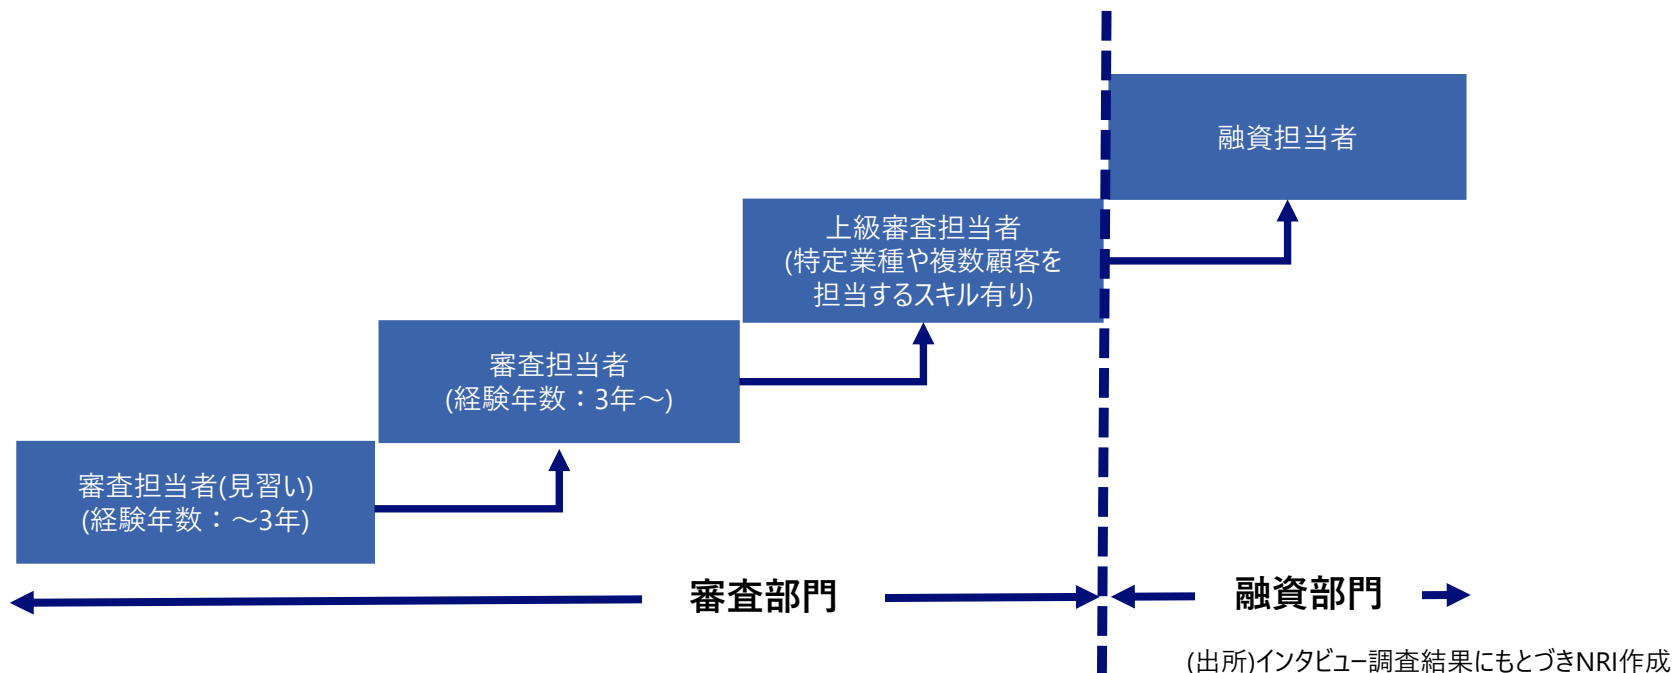 融資担当者
上級審査担当者
(特定業種や複数顧客を
担当するスキル有り)
審査担当者
(経験年数：3年～)
審査担当者(見習い)
(経験年数：～3年)
審査部門
融資部門
(出所)インタビュー調査結果にもとづきNRI作成